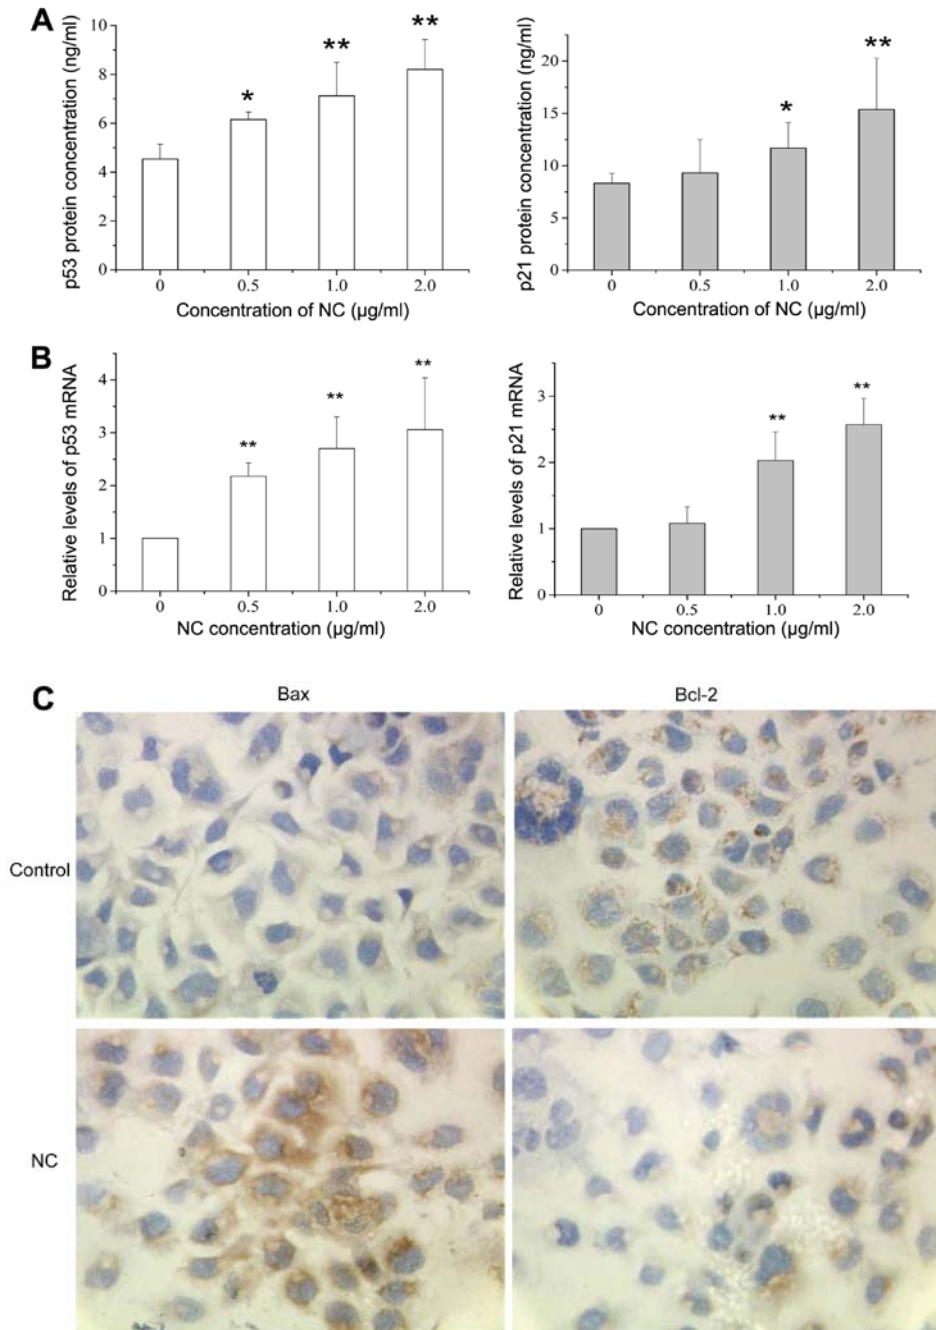 A
p53 protein concentration (ng/ml)
10
8
6
4
2
0
*
**
**
0 0.5 1.0 2.0
Concentration of NC (µg/ml)
p21 protein concentration (ng/ml)
20
15
10
5
0
*
**
0 0.5 1.0 2.0
Concentration of NC (µg/ml)
B
Relative levels of p53 mRNA
4
3
2
1
0
**
**
**
0 0.5 1.0 2.0
NC concentration (µg/ml)
Relative levels of p21 mRNA
3
2
1
0
**
**
0 0.5 1.0 2.0
NC concentration (µg/ml)
C
Bax Bcl-2
Control
NC